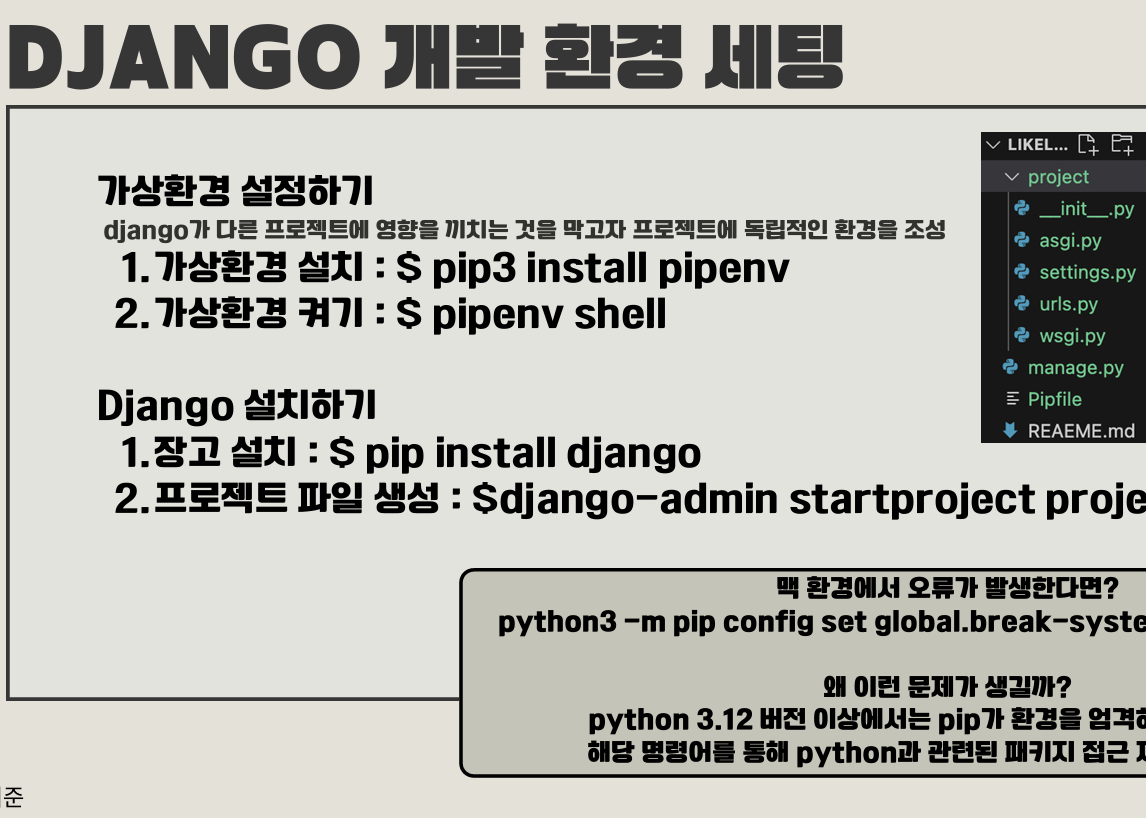 DJANGO 개발 환경 세팅
가상환경 설정하기
django가 다른 프로젝트에 영향을 끼치는 것을 막고자 프로젝트에 독립적인 환경을 조성
1.가상환경 설치 : $ pip3 install pipenv
2.가상환경 켜기 : $ pipenv shell
Django 설치하기
1.장고 설치 : $ pip install django
2.프로젝트 파일 생성 : $django-admin startproject proje
LIKEL...
project
__init__.py
asgi.py
settings.py
urls.py
wsgi.py
manage.py
Pipfile
REAEME.md
맥 환경에서 오류가 발생한다면?
python3 -m pip config set global.break-syste
왜 이런 문제가 생길까?
python 3.12 버전 이상에서는 pip가 환경을 엄격
해당 명령어를 통해 python과 관련된 패키지 접근
준